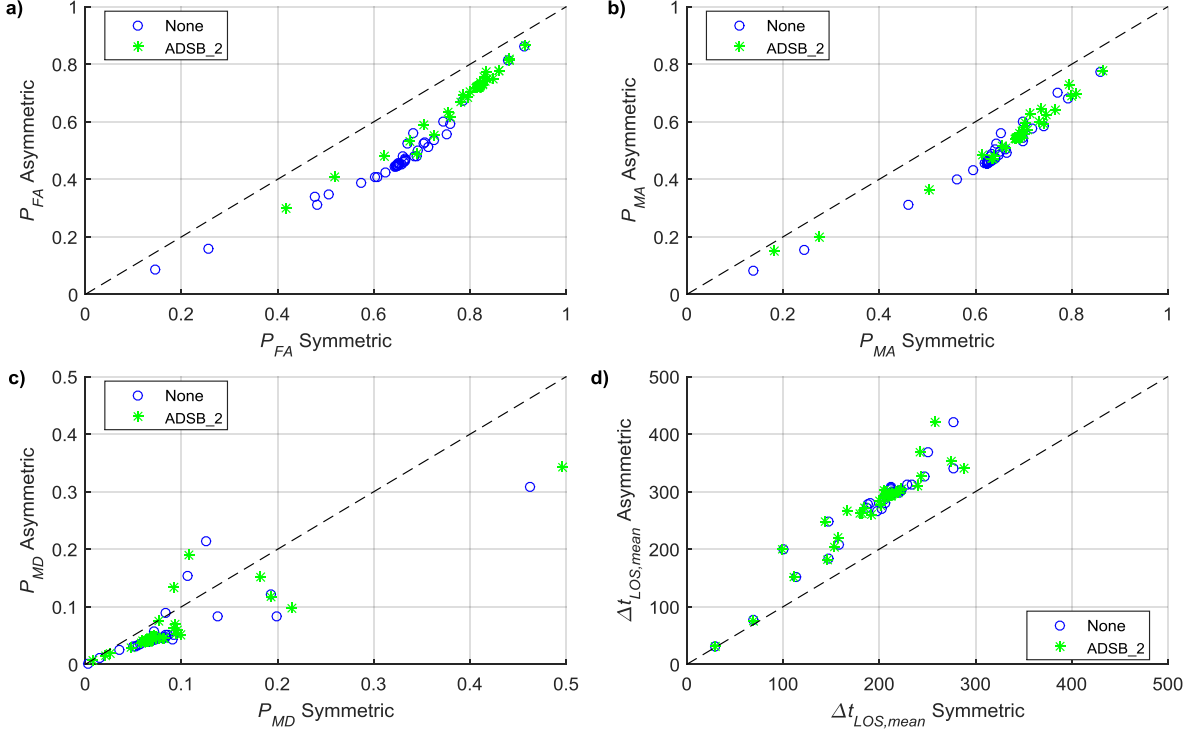 a)
None
ADSB_2
1
0.8
0.6
0.4
0.2
0
0
0.2
0.4
0.6
0.8
1
P_FA Asymmetric
P_FA Symmetric
b)
None
ADSB_2
1
0.8
0.6
0.4
0.2
0
0
0.2
0.4
0.6
0.8
1
P_MA Asymmetric
P_MA Symmetric
c)
None
ADSB_2
0.5
0.4
0.3
0.2
0.1
0
0
0.1
0.2
0.3
0.4
0.5
P_MD Asymmetric
P_MD Symmetric
d)
500
400
300
200
100
0
0
100
200
300
400
500
None
ADSB_2
Δt_LOS,mean Asymmetric
Δt_LOS,mean Symmetric